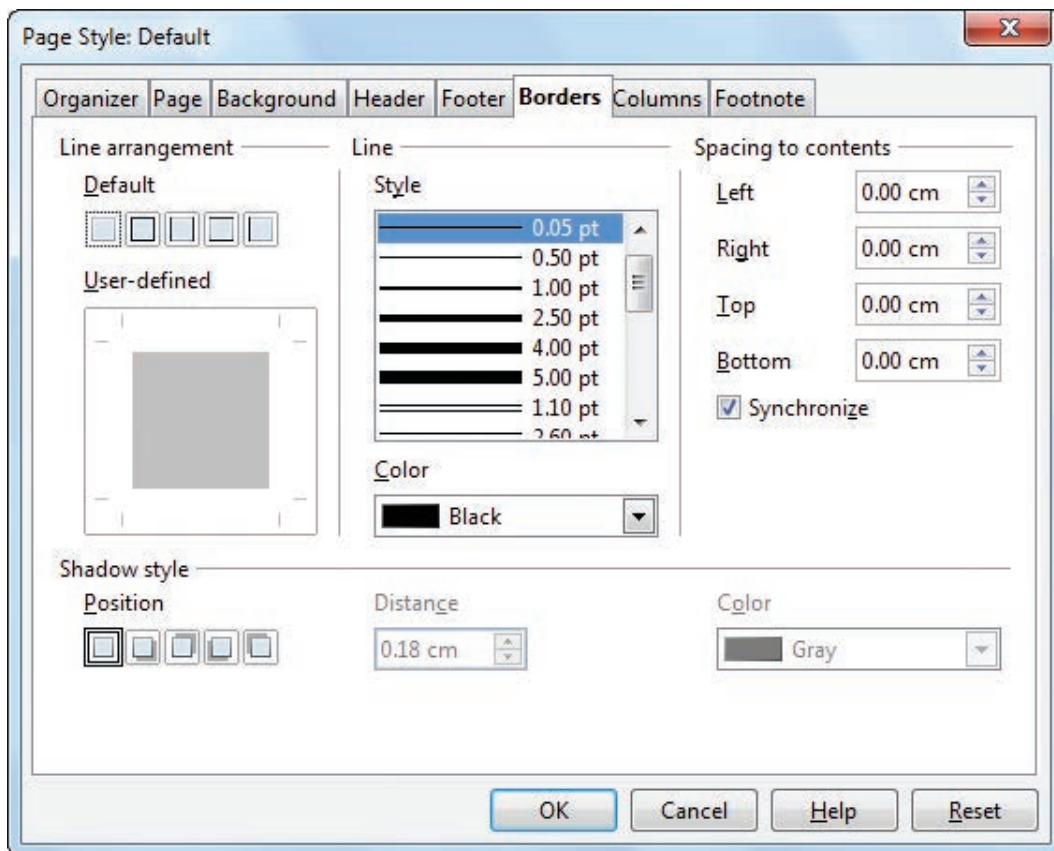 Page Style: Default
Organizer Page Background Header Footer Borders Columns Footnote
Line arrangement
Default
User-defined
Line
Style
0.05 pt
0.50 pt
1.00 pt
2.50 pt
4.00 pt
5.00 pt
1.10 pt
2.60 pt
Color
Black
Spacing to contents
Left 0.00 cm
Right 0.00 cm
Top 0.00 cm
Bottom 0.00 cm
Synchronize
Shadow style
Position
Distance
0.18 cm
Color
Gray
OK Cancel Help Reset